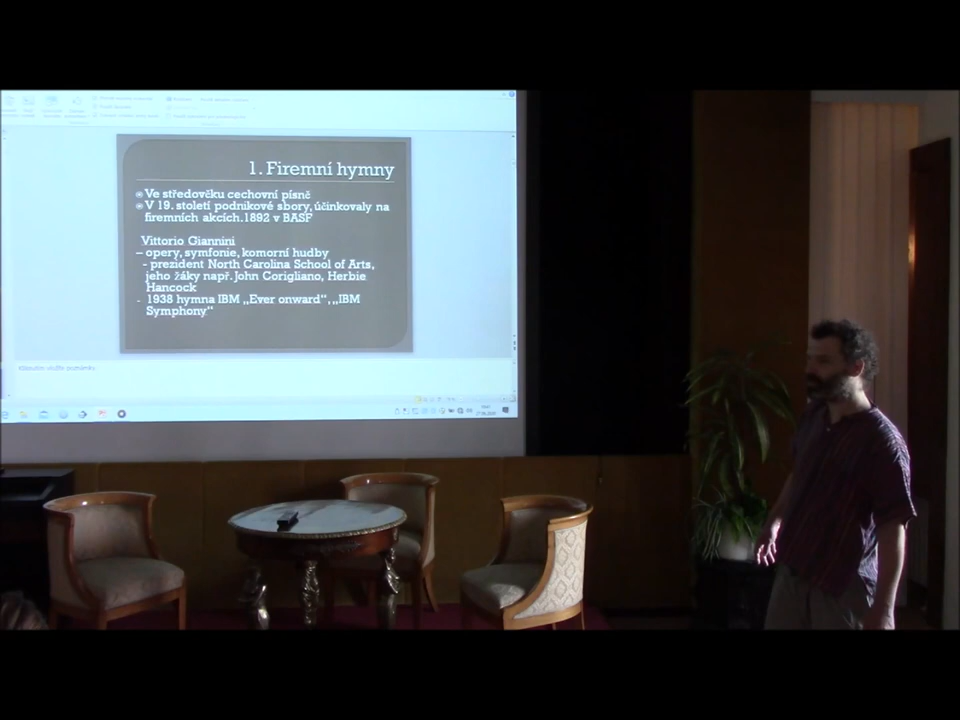 1. Firemní hymny
Ve středověku cechovní písně
V 19. století podnikové sbory, účinkovaly na
firemních akcích.1892 v BASF
Vittorio Giannini
– opery, symfonie, komorní hudby
- prezident North Carolina School of Arts,
jeho žáky např. John Corigliano, Herbie
Hancock
- 1938 hymna IBM „Ever onward“, „IBM
Symphony“